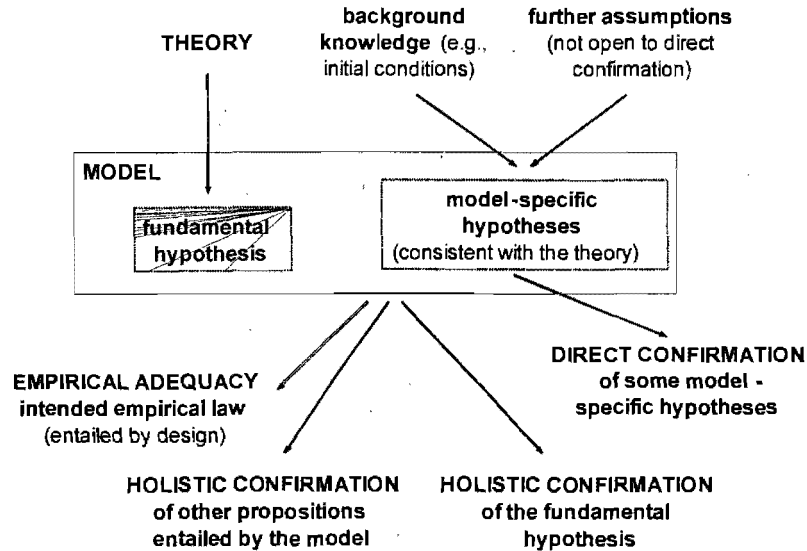 THEORY
background
knowledge (e.g.,
initial conditions)
further assumptions
(not open to direct
confirmation)
MODEL
fundamental
hypothesis
model-specific
hypotheses
(consistent with the theory)
EMPIRICAL ADEQUACY
intended empirical law
(entailed by design)
DIRECT CONFIRMATION
of some model -
specific hypotheses
HOLISTIC CONFIRMATION
of other propositions
entailed by the model
HOLISTIC CONFIRMATION
of the fundamental
hypothesis